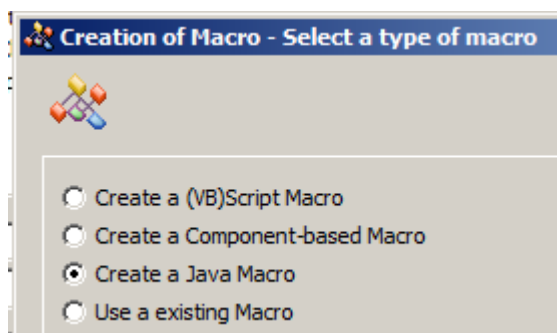 Creation of Macro - Select a type of macro
Create a (VB)Script Macro
Create a Component-based Macro
Create a Java Macro
Use a existing Macro